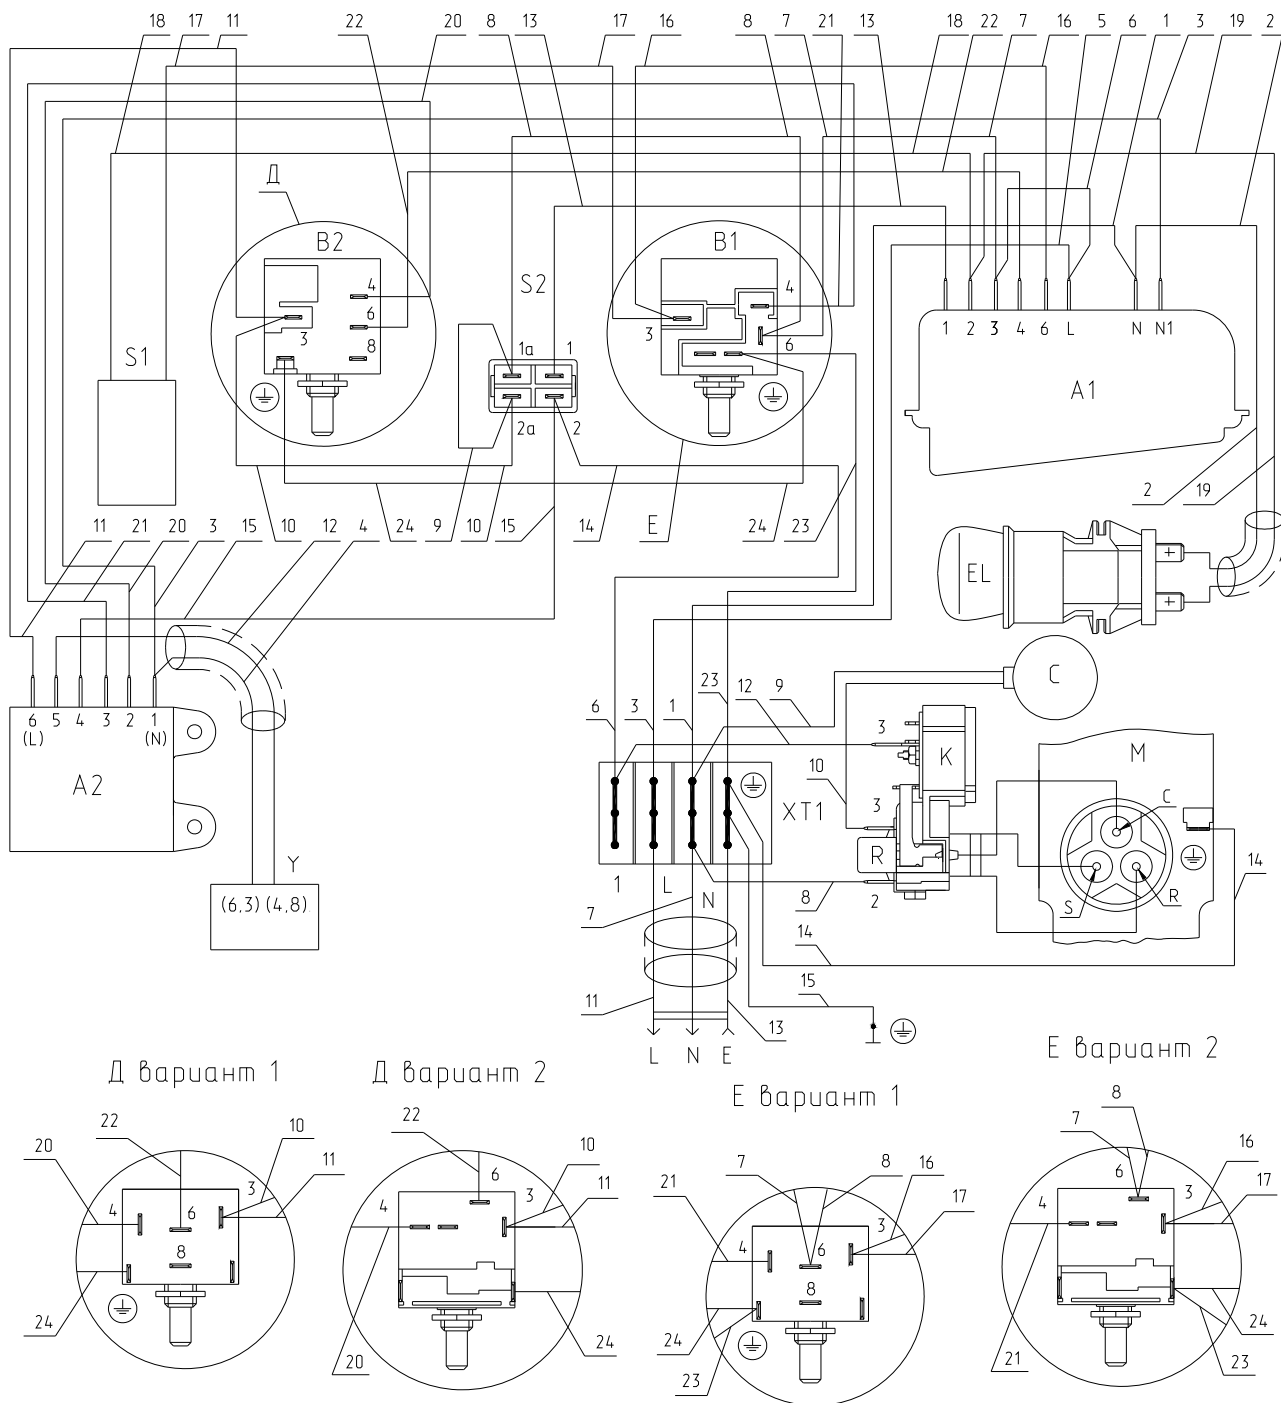 18 17 11 22 20 8 13 17 16 8 7 21 13 18 22 7 16 5 6 1 3 19 2
Д
B2
B1
4
6
3
8
S2
1a 1
2a 2
4
3
6
S1
1 2 3 4 6 L N N1
A1
10 24 9 10 15 14 E 24 23
2 19
11 21 20 3 15 12 4
EL
C
6 5 4 3 2 1
(L) (N)
A2
Y
(6,3) (4,8)
6 3 1 23 12 9
3
K
M
10
3
C
XT1
R
1 L N
8 2
S R
14
7
14
15
11 13
L N E
Д вариант 1
Д вариант 2
E вариант 1
E вариант 2
20 22 10 11
4 6 3
8
24
22 10 11
4 6 3
20 24
21 7 8 16 17
4 6 3
8
24 23
7 8 16 17
4 6 3
21 24 23